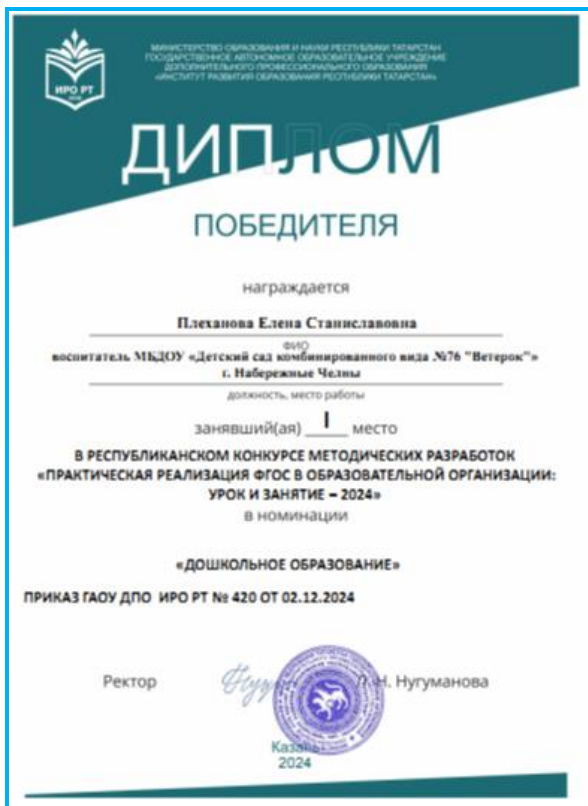 ИРО РТ
МИНИСТЕРСТВО ОБРАЗОВАНИЯ И НАУКИ РЕСПУБЛИКИ ТАТАРСТАН
ГОСУДАРСТВЕННОЕ АВТОНОМНОЕ ОБРАЗОВАТЕЛЬНОЕ УЧРЕЖДЕНИЕ
ДОПОЛНИТЕЛЬНОГО ПРОФЕССИОНАЛЬНОГО ОБРАЗОВАНИЯ
«ИНСТИТУТ РАЗВИТИЯ ОБРАЗОВАНИЯ РЕСПУБЛИКИ ТАТАРСТАН»
ДИПЛОМ
ПОБЕДИТЕЛЯ
награждается
Плеханова Елена Станиславовна
ФИО
воспитатель МБДОУ «Детский сад комбинированного вида №76 "Ветерок"»
г. Набережные Челны
должность, место работы
занявший(ая) I место
В РЕСПУБЛИКАНСКОМ КОНКУРСЕ МЕТОДИЧЕСКИХ РАЗРАБОТОК
«ПРАКТИЧЕСКАЯ РЕАЛИЗАЦИЯ ФГОС В ОБРАЗОВАТЕЛЬНОЙ ОРГАНИЗАЦИИ:
УРОК И ЗАНЯТИЕ – 2024»
в номинации
«ДОШКОЛЬНОЕ ОБРАЗОВАНИЕ»
ПРИКАЗ ГАОУ ДПО ИРО РТ № 420 ОТ 02.12.2024
Ректор Л. Н. Нугуманова
Казань
2024